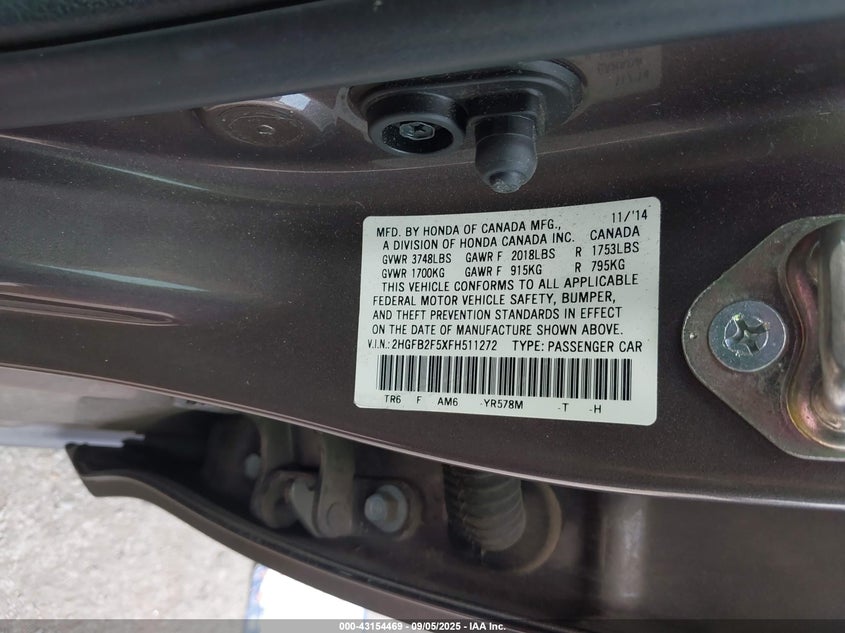 MFD. BY HONDA OF CANADA MFG., 11/'14
A DIVISION OF HONDA CANADA INC. CANADA
GVWR 3748LBS GAWR F 2018LBS R 1753LBS
GVWR 1700KG GAWR F 915KG R 795KG
THIS VEHICLE CONFORMS TO ALL APPLICABLE
FEDERAL MOTOR VEHICLE SAFETY, BUMPER,
AND THEFT PREVENTION STANDARDS IN EFFECT
ON THE DATE OF MANUFACTURE SHOWN ABOVE.
V.I.N.:2HGFB2F5XFH511272 TYPE: PASSENGER CAR
TR6 F AM6 -YR578M -T -H
000-43154469 - 09/05/2025 - IAA Inc.